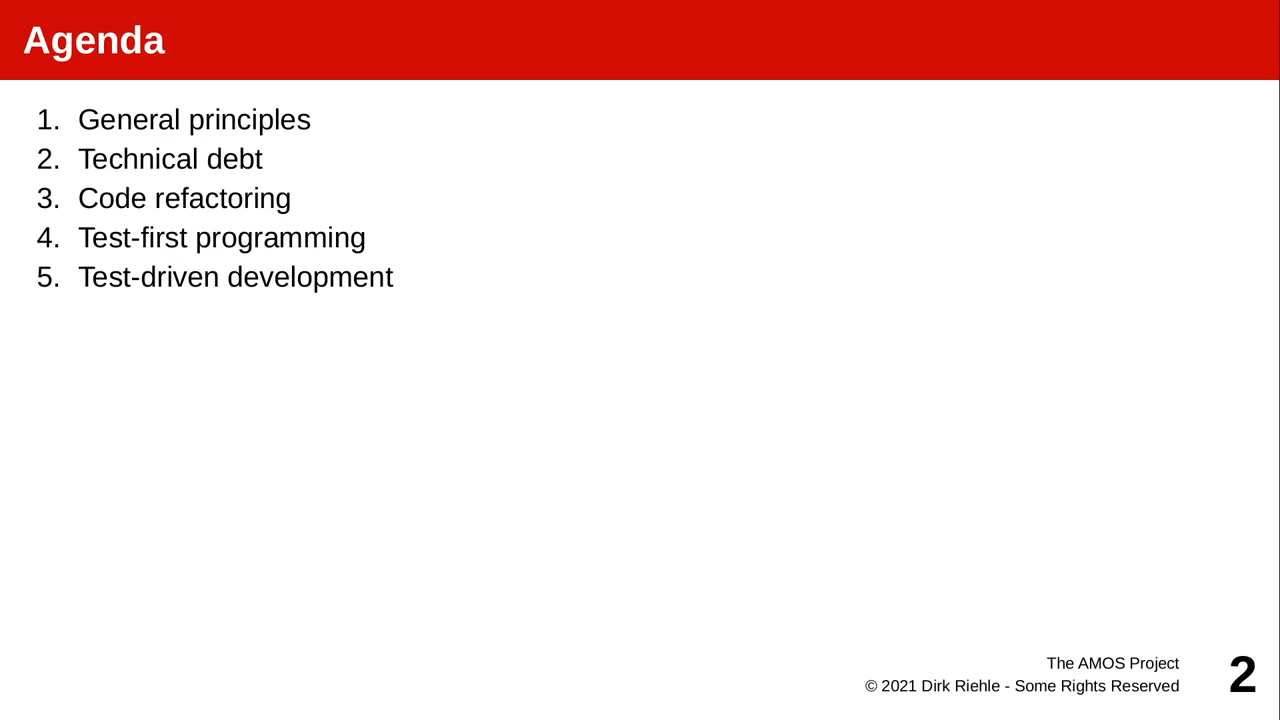 Agenda
1. General principles
2. Technical debt
3. Code refactoring
4. Test-first programming
5. Test-driven development
The AMOS Project
© 2021 Dirk Riehle - Some Rights Reserved
2